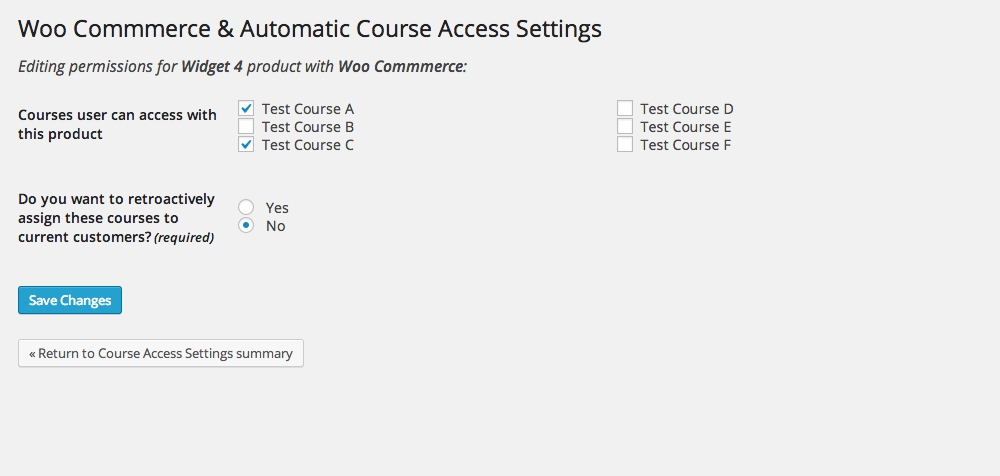 Woo Commmerce & Automatic Course Access Settings
Editing permissions for Widget 4 product with Woo Commmerce:
Courses user can access with
this product
Test Course A
Test Course B
Test Course C
Test Course D
Test Course E
Test Course F
Do you want to retroactively
assign these courses to
current customers? (required)
Yes
No
Save Changes
« Return to Course Access Settings summary